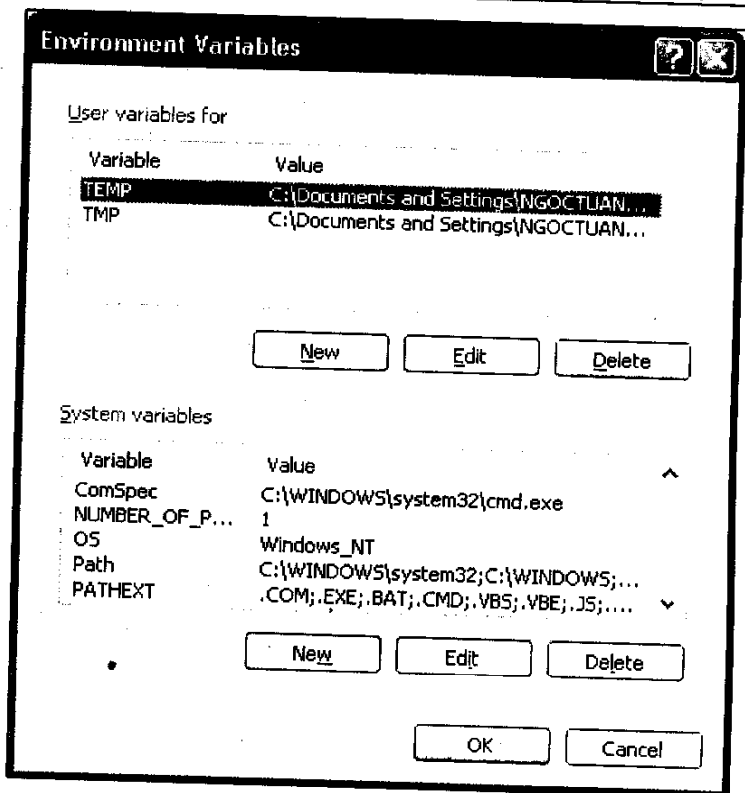 Environment Variables
User variables for
Variable Value
TEMP C:\Documents and Settings\NGOCTUAN...
TMP C:\Documents and Settings\NGOCTUAN...
New Edit Delete
System variables
Variable Value
ComSpec C:\WINDOWS\system32\cmd.exe
NUMBER_OF_P... 1
OS Windows_NT
Path C:\WINDOWS\system32;C:\WINDOWS;...
PATHEXT .COM;.EXE;.BAT;.CMD;.VBS;.VBE;.JS;....
New Edit Delete
OK Cancel